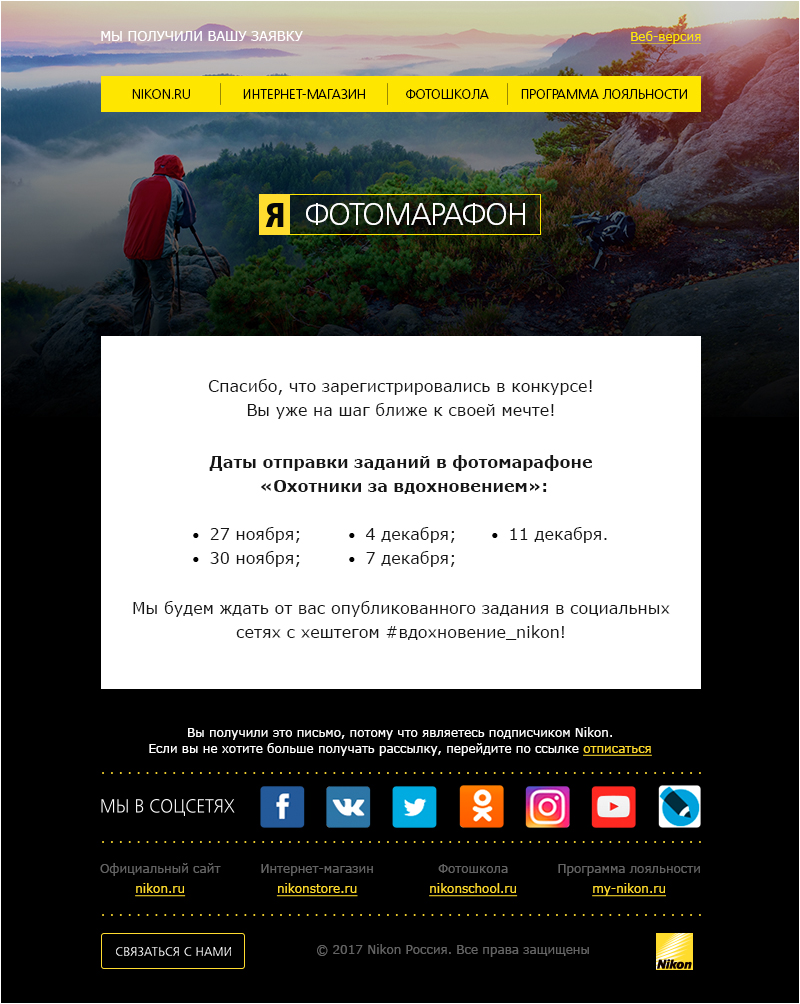 МЫ ПОЛУЧИЛИ ВАШУ ЗАЯВКУ
Веб-версия
NIKON.RU ИНТЕРНЕТ-МАГАЗИН ФОТОШКОЛА ПРОГРАММА ЛОЯЛЬНОСТИ
Я ФОТОМАРАФОН
Спасибо, что зарегистрировались в конкурсе!
Вы уже на шаг ближе к своей мечте!
Даты отправки заданий в фотомарафоне
«Охотники за вдохновением»:
• 27 ноября; • 4 декабря; • 11 декабря.
• 30 ноября; • 7 декабря;
Мы будем ждать от вас опубликованного задания в социальных
сетях с хештегом #вдохновение_nikon!
Вы получили это письмо, потому что являетесь подписчиком Nikon.
Если вы не хотите больше получать рассылку, перейдите по ссылке отписаться
МЫ В СОЦСЕТЯХ
Официальный сайт Интернет-магазин Фотошкола Программа лояльности
nikon.ru nikonstore.ru nikonschool.ru my-nikon.ru
СВЯЗАТЬСЯ С НАМИ
© 2017 Nikon Россия. Все права защищены
Nikon